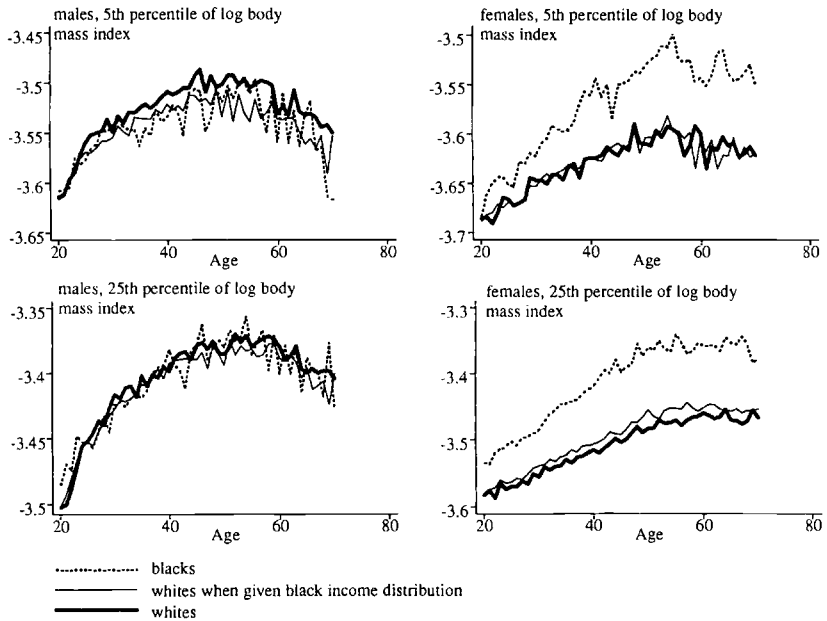 males, 5th percentile of log body
mass index
-3.45
-3.5
-3.55
-3.6
-3.65
20 40 60 80
Age
females, 5th percentile of log body
mass index
-3.5
-3.55
-3.6
-3.65
-3.7
20 40 60 80
Age
males, 25th percentile of log body
mass index
-3.35
-3.4
-3.45
-3.5
20 40 60 80
Age
females, 25th percentile of log body
mass index
-3.3
-3.4
-3.5
-3.6
20 40 60 80
Age
blacks
whites when given black income distribution
whites